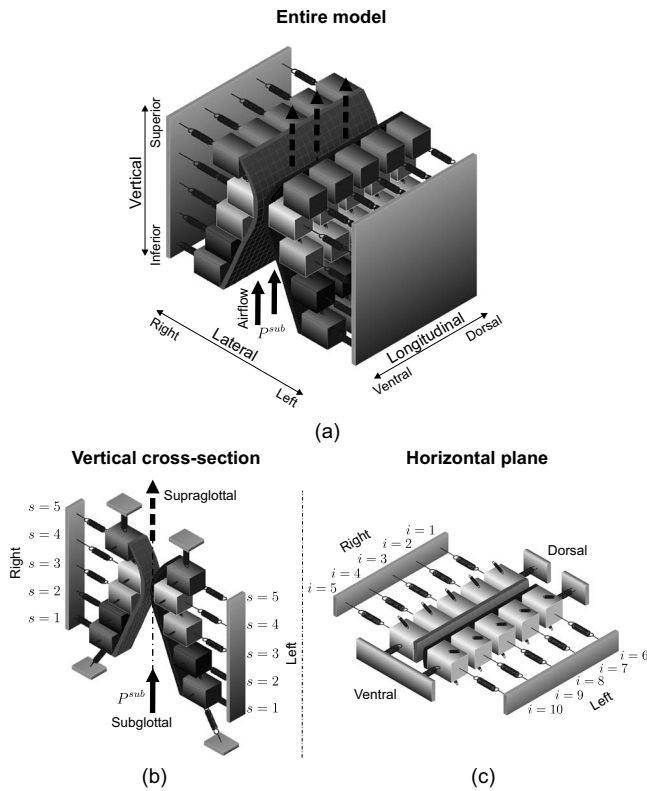 Entire model
Superior
Vertical
Inferior
Airflow
P^{sub}
Right
Lateral
Left
Longitudinal
Dorsal
Ventral
(a)
Vertical cross-section
Horizontal plane
Supraglottal
Right
s = 5
s = 4
s = 3
s = 2
s = 1
s = 5
s = 4
s = 3
s = 2
s = 1
Left
P^{sub}
Subglottal
(b)
Right
i = 1
i = 2
i = 3
i = 4
i = 5
Dorsal
Ventral
i = 6
i = 7
i = 8
i = 9
i = 10
Left
(c)